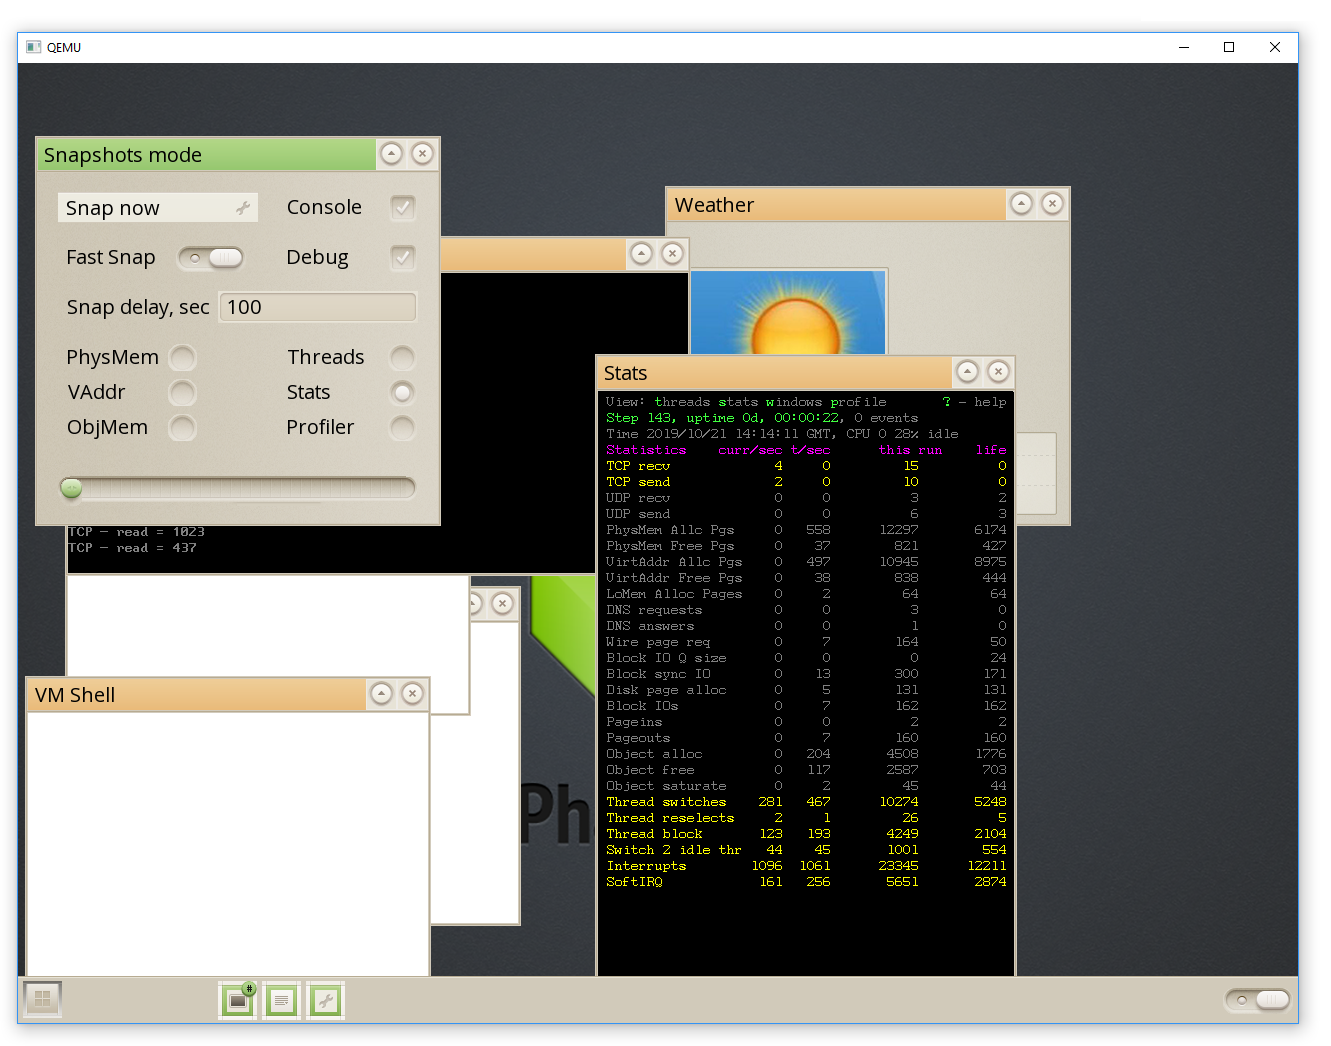 QEMU
Snapshots mode
Snap now
Console
Fast Snap
Debug
Snap delay, sec 100
PhysMem
Threads
VAddr
Stats
ObjMem
Profiler
TCP - read = 1023
TCP - read = 437
VM Shell
Weather
Stats
View: threads stats windows profile ? - help
Step 143, uptime 0d, 00:00:22, 0 events
Time 2019/10/21 14:14:11 GMT, CPU 0 28% idle
Statistics curr/sec t/sec this run life
TCP recv 4 0 15 0
TCP send 2 0 10 0
UDP recv 0 0 3 2
UDP send 0 0 6 3
PhysMem Allc Pgs 0 558 12297 6174
PhysMem Free Pgs 0 37 821 427
VirtAddr Allc Pgs 0 497 10945 8975
VirtAddr Free Pgs 0 38 838 444
LoMem Alloc Pages 0 2 64 64
DNS requests 0 0 3 0
DNS answers 0 0 1 0
Wire page req 0 7 164 50
Block IO Q size 0 0 0 24
Block sync IO 0 13 300 171
Disk page alloc 0 5 131 131
Block IOs 0 7 162 162
Pageins 0 0 2 2
Pageouts 0 7 160 160
Object alloc 0 204 4508 1776
Object free 0 117 2587 703
Object saturate 0 2 45 44
Thread switches 281 467 10274 5248
Thread reselects 2 1 26 5
Thread block 123 193 4249 2104
Switch 2 idle thr 44 45 1001 554
Interrupts 1096 1061 23345 12211
SoftIRQ 161 256 5651 2874
Ph
#